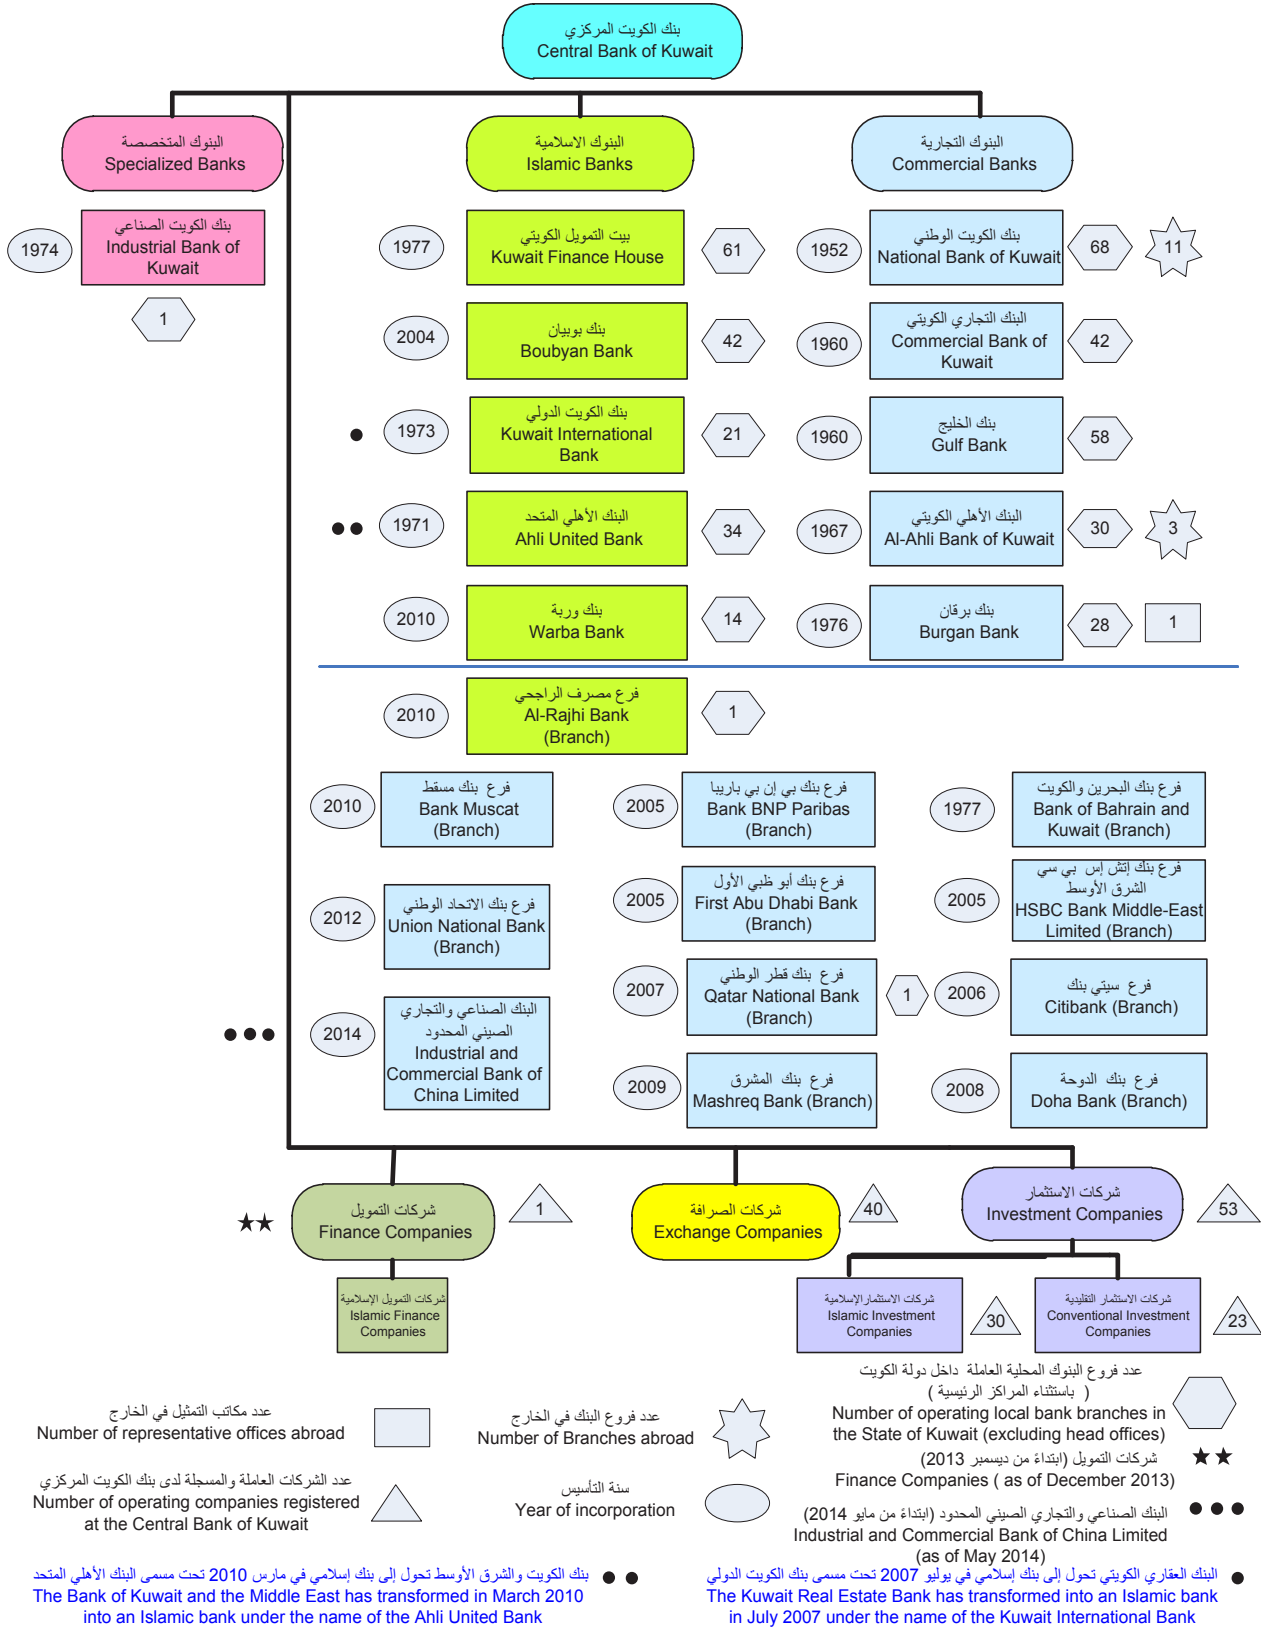 بنك الكويت المركزي
Central Bank of Kuwait
البنوك المتخصصة
Specialized Banks
البنوك الاسلامية
Islamic Banks
البنوك التجارية
Commercial Banks
1974
بنك الكويت الصناعي
Industrial Bank of
Kuwait
1
1977
بيت التمويل الكويتي
Kuwait Finance House
61
1952
بنك الكويت الوطني
National Bank of Kuwait
68
11
2004
بنك بوبيان
Boubyan Bank
42
1960
البنك التجاري الكويتي
Commercial Bank of
Kuwait
42
●
1973
بنك الكويت الدولي
Kuwait International
Bank
21
1960
بنك الخليج
Gulf Bank
58
● ●
1971
البنك الأهلي المتحد
Ahli United Bank
34
1967
البنك الأهلي الكويتي
Al-Ahli Bank of Kuwait
30
3
2010
بنك وربة
Warba Bank
14
1976
بنك برقان
Burgan Bank
28
1
2010
فرع مصرف الراجحي
Al-Rajhi Bank
(Branch)
1
2010
فرع بنك مسقط
Bank Muscat
(Branch)
2005
فرع بنك بي إن بي باريبا
Bank BNP Paribas
(Branch)
1977
فرع بنك البحرين والكويت
Bank of Bahrain and
Kuwait (Branch)
2012
فرع بنك الاتحاد الوطني
Union National Bank
(Branch)
2005
فرع بنك أبو ظبي الأول
First Abu Dhabi Bank
(Branch)
2005
فرع بنك إتش إس بي سي
الشرق الأوسط
HSBC Bank Middle-East
Limited (Branch)
2007
فرع بنك قطر الوطني
Qatar National Bank
(Branch)
1
2006
فرع سيتي بنك
Citibank (Branch)
● ● ●
2014
البنك الصناعي والتجاري
الصيني المحدود
Industrial and
Commercial Bank of
China Limited
2009
فرع بنك المشرق
Mashreq Bank (Branch)
2008
فرع بنك الدوحة
Doha Bank (Branch)
★★
شركات التمويل
Finance Companies
1
شركات الصرافة
Exchange Companies
40
شركات الاستثمار
Investment Companies
53
شركات التمويل الإسلامية
Islamic Finance
Companies
شركات الاستثمار الإسلامية
Islamic Investment
Companies
30
شركات الاستثمار التقليدية
Conventional Investment
Companies
23
عدد مكاتب التمثيل في الخارج
Number of representative offices abroad
عدد فروع البنك في الخارج
Number of Branches abroad
عدد فروع البنوك المحلية العاملة داخل دولة الكويت
( باستثناء المراكز الرئيسية )
Number of operating local bank branches in
the State of Kuwait (excluding head offices)
شركات التمويل (ابتداءً من ديسمبر 2013) ★★
Finance Companies ( as of December 2013)
عدد الشركات العاملة والمسجلة لدى بنك الكويت المركزي
Number of operating companies registered
at the Central Bank of Kuwait
سنة التأسيس
Year of incorporation
البنك الصناعي والتجاري الصيني المحدود (ابتداءً من مايو 2014) ● ● ●
Industrial and Commercial Bank of China Limited
(as of May 2014)
بنك الكويت والشرق الأوسط تحول إلى بنك إسلامي في مارس 2010 تحت مسمى البنك الأهلي المتحد ● ●
The Bank of Kuwait and the Middle East has transformed in March 2010
into an Islamic bank under the name of the Ahli United Bank
البنك العقاري الكويتي تحول إلى بنك إسلامي في يوليو 2007 تحت مسمى بنك الكويت الدولي ●
The Kuwait Real Estate Bank has transformed into an Islamic bank
in July 2007 under the name of the Kuwait International Bank